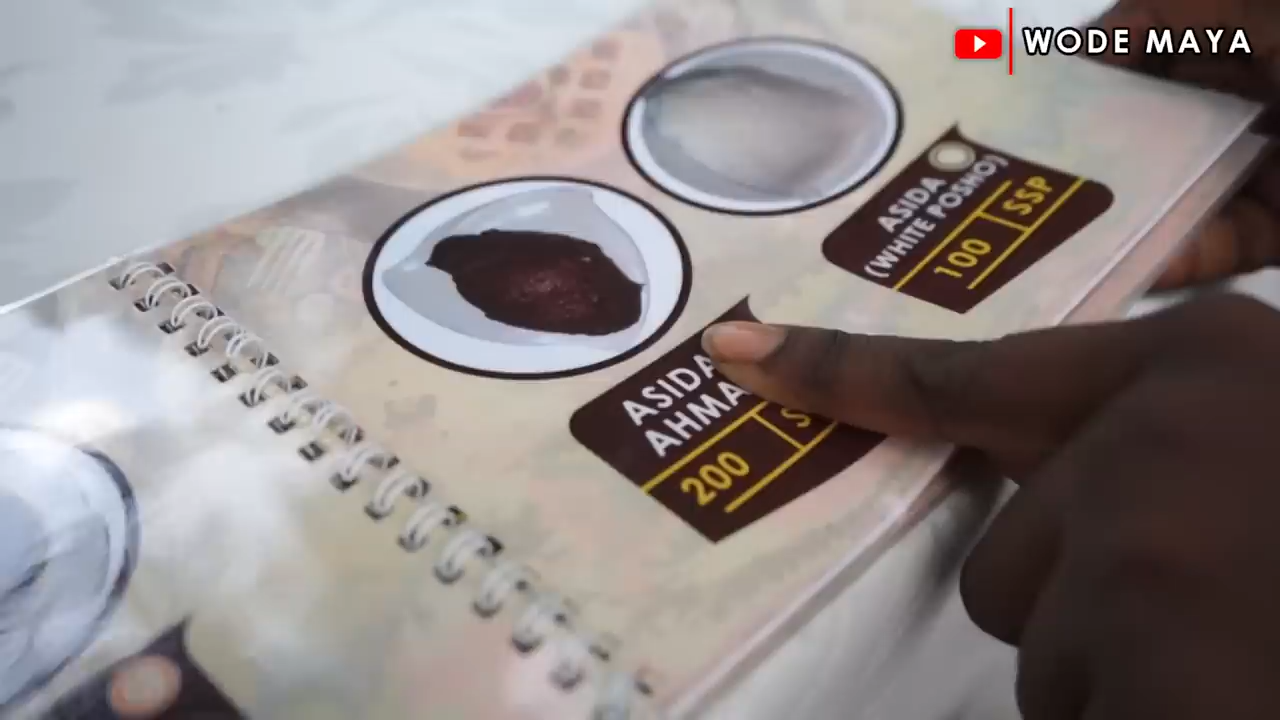 WODE MAYA
ASIDA
(WHITE POSHO)
100 SSP
ASIDA
AHMA
200 S